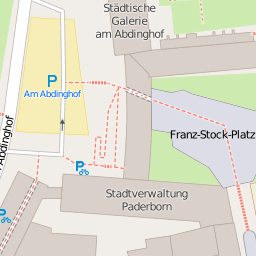 Städtische
Galerie
am Abdinghof
P
Am Abdinghof
Abdinghof
Franz-Stock-Platz
P
Stadtverwaltung
Paderborn
P